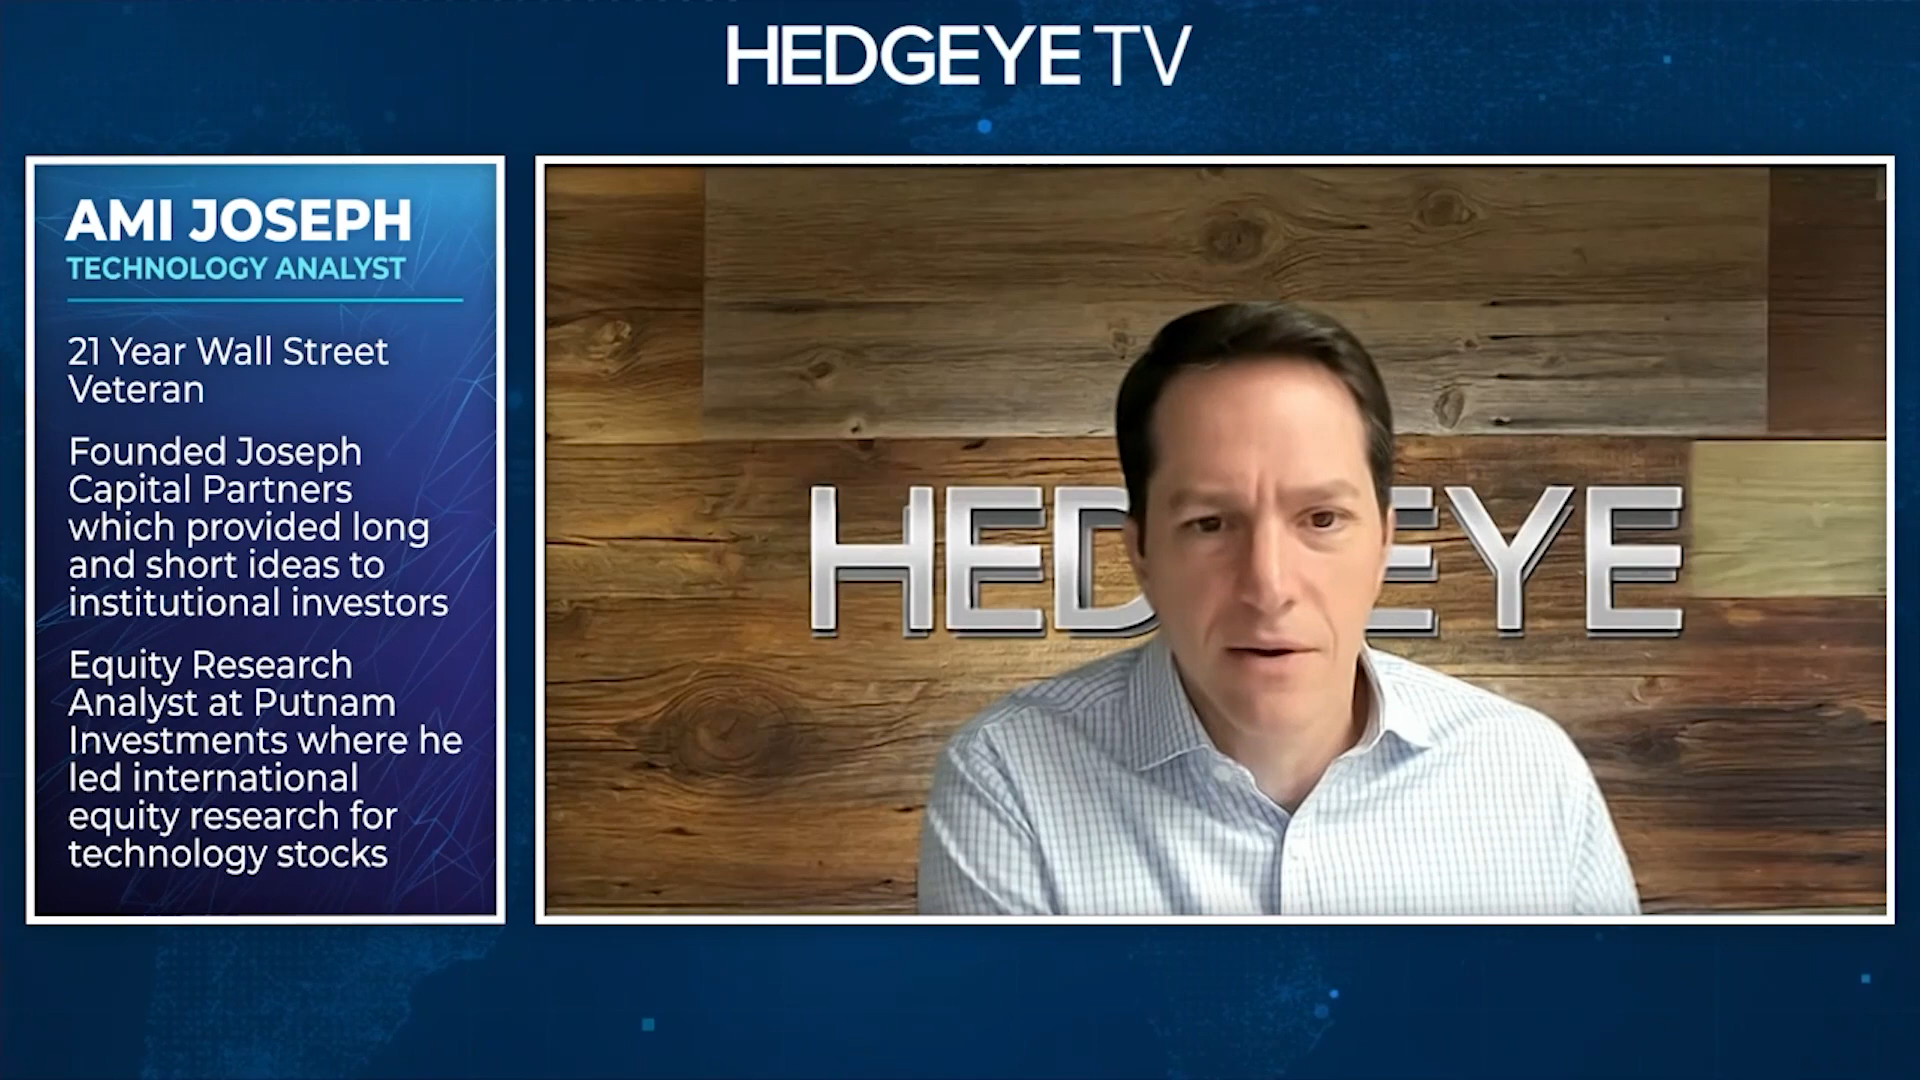 HEDGEYE TV
AMI JOSEPH
TECHNOLOGY ANALYST
21 Year Wall Street
Veteran
Founded Joseph
Capital Partners
which provided long
and short ideas to
institutional investors
Equity Research
Analyst at Putnam
Investments where he
led international
equity research for
technology stocks
HED EYE